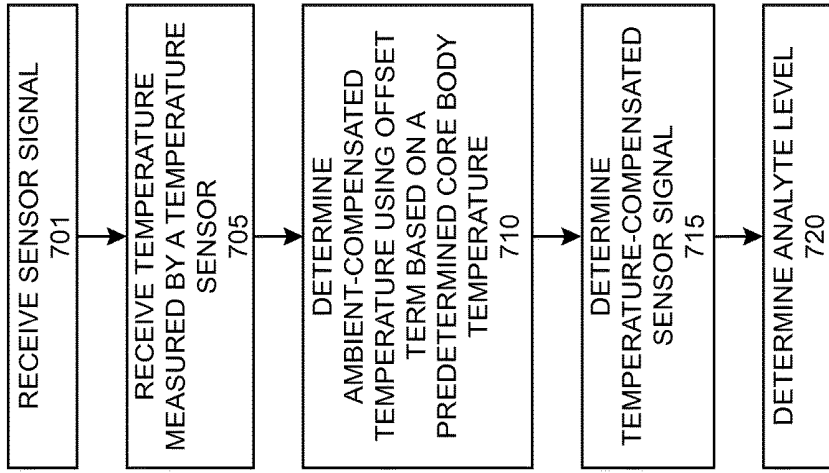 RECEIVE SENSOR SIGNAL
701
RECEIVE TEMPERATURE
MEASURED BY A TEMPERATURE
SENSOR
705
DETERMINE
AMBIENT-COMPENSATED
TEMPERATURE USING OFFSET
TERM BASED ON A
PREDETERMINED CORE BODY
TEMPERATURE
710
DETERMINE
TEMPERATURE-COMPENSATED
SENSOR SIGNAL
715
DETERMINE ANALYTE LEVEL
720